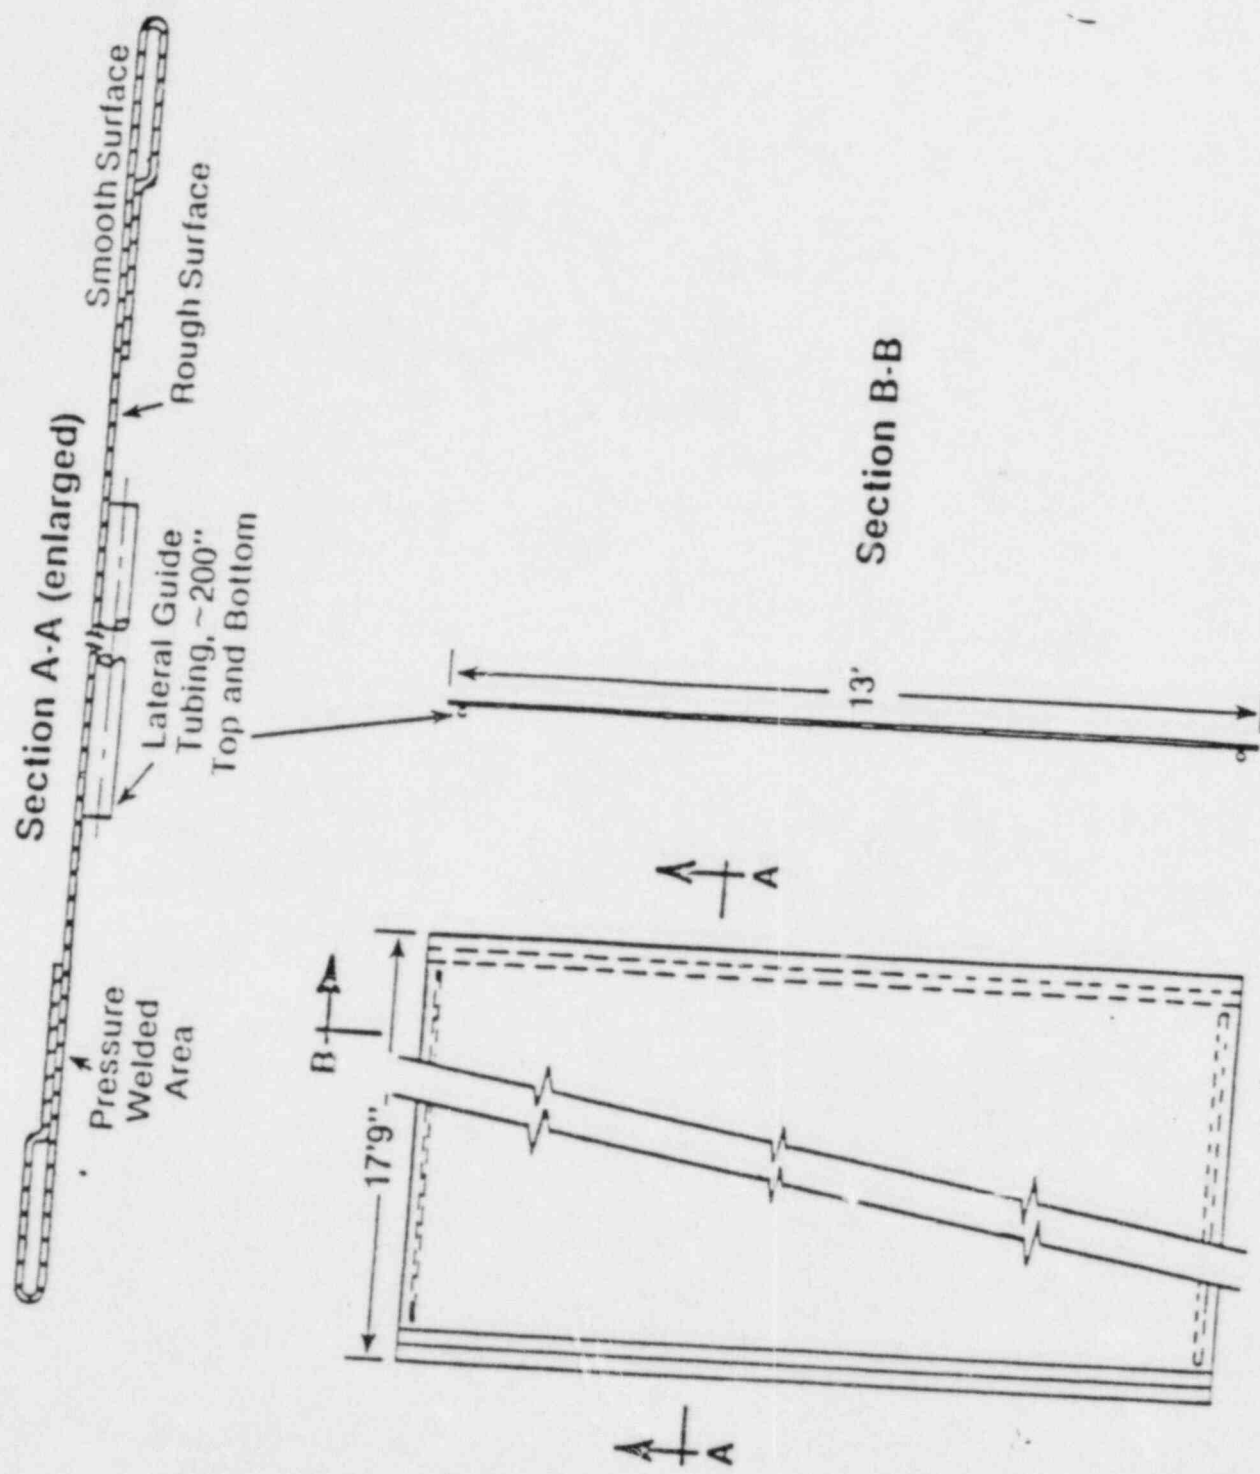 Section A-A (enlarged)
Smooth Surface
Rough Surface
Pressure
Welded
Area
Lateral Guide
Tubing, ~200"
Top and Bottom
B
17'9"
A
A
13'
Section B-B